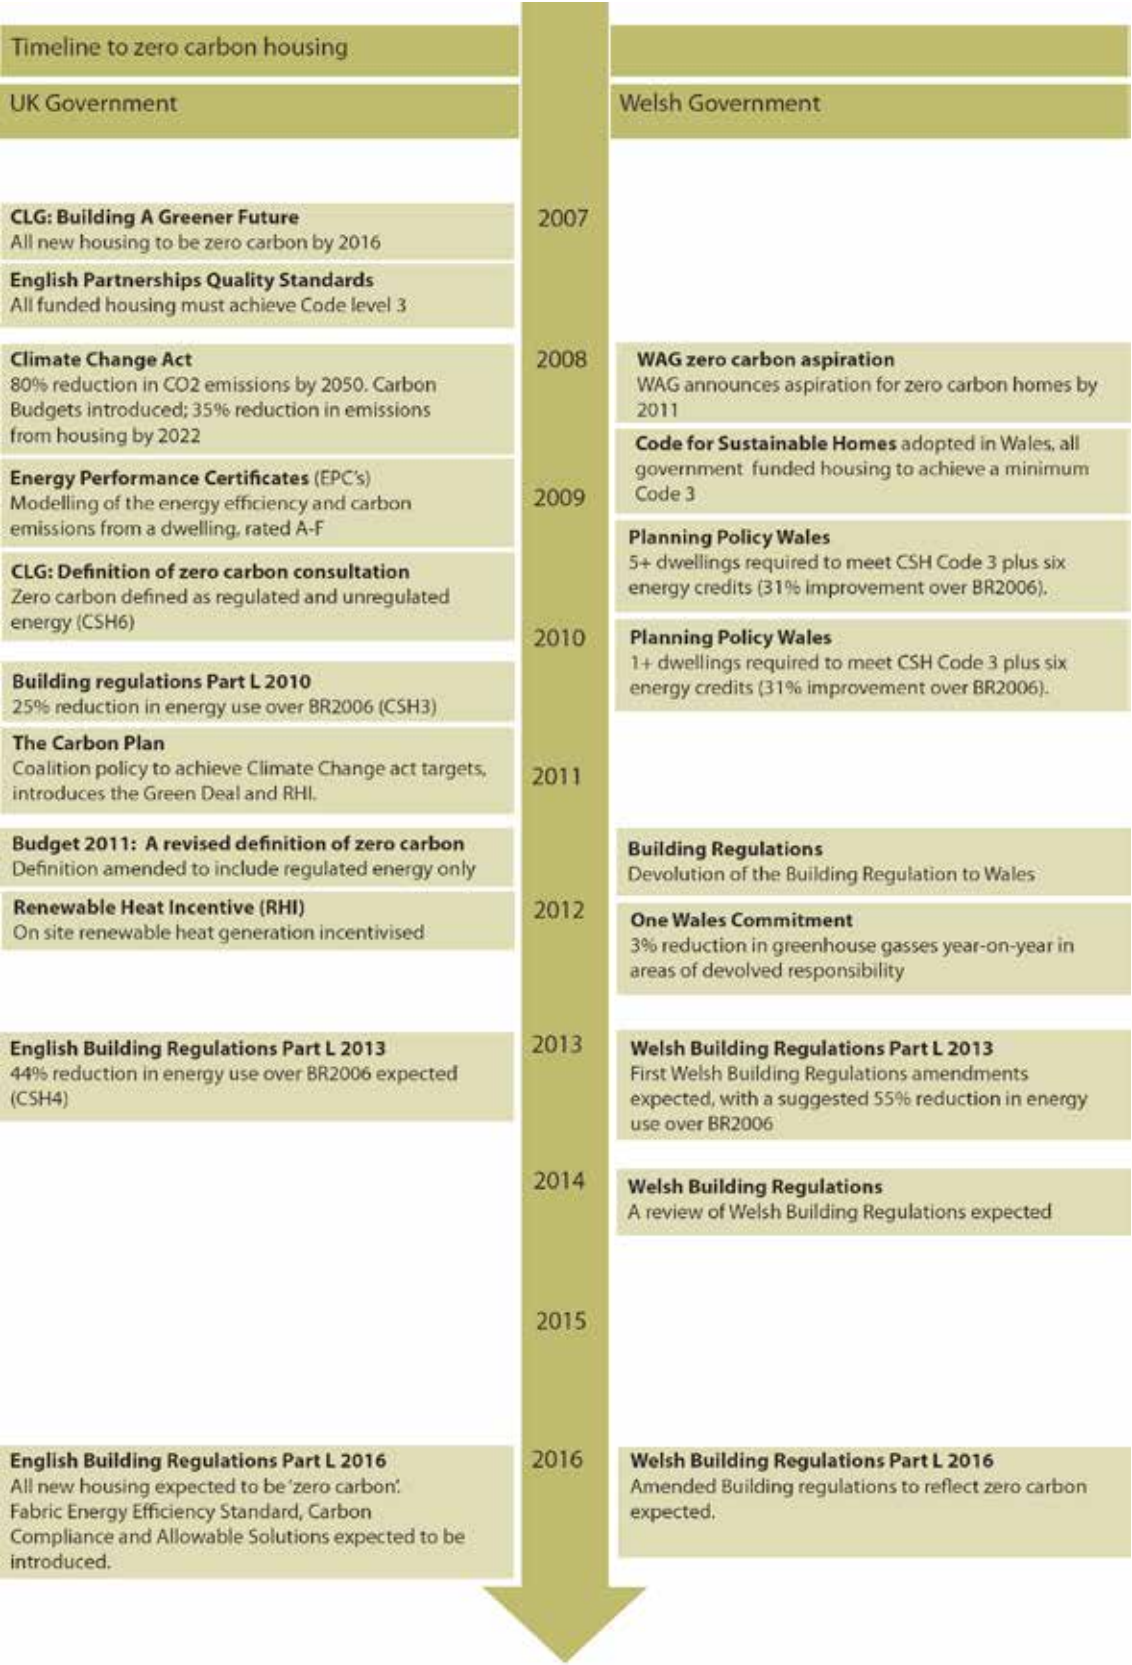 Timeline to zero carbon housing
UK Government
Welsh Government
2007
CLG: Building A Greener Future
All new housing to be zero carbon by 2016
English Partnerships Quality Standards
All funded housing must achieve Code level 3
2008
Climate Change Act
80% reduction in CO2 emissions by 2050. Carbon
Budgets introduced; 35% reduction in emissions
from housing by 2022
WAG zero carbon aspiration
WAG announces aspiration for zero carbon homes by
2011
Code for Sustainable Homes adopted in Wales, all
government funded housing to achieve a minimum
Code 3
Energy Performance Certificates (EPC's)
Modelling of the energy efficiency and carbon
emissions from a dwelling, rated A-F
2009
Planning Policy Wales
5+ dwellings required to meet CSH Code 3 plus six
energy credits (31% improvement over BR2006).
CLG: Definition of zero carbon consultation
Zero carbon defined as regulated and unregulated
energy (CSH6)
2010
Planning Policy Wales
1+ dwellings required to meet CSH Code 3 plus six
energy credits (31% improvement over BR2006).
Building regulations Part L 2010
25% reduction in energy use over BR2006 (CSH3)
The Carbon Plan
Coalition policy to achieve Climate Change act targets,
introduces the Green Deal and RHI.
2011
Budget 2011: A revised definition of zero carbon
Definition amended to include regulated energy only
Building Regulations
Devolution of the Building Regulation to Wales
Renewable Heat Incentive (RHI)
On site renewable heat generation incentivised
2012
One Wales Commitment
3% reduction in greenhouse gasses year-on-year in
areas of devolved responsibility
2013
English Building Regulations Part L 2013
44% reduction in energy use over BR2006 expected
(CSH4)
Welsh Building Regulations Part L 2013
First Welsh Building Regulations amendments
expected, with a suggested 55% reduction in energy
use over BR2006
2014
Welsh Building Regulations
A review of Welsh Building Regulations expected
2015
2016
English Building Regulations Part L 2016
All new housing expected to be 'zero carbon'.
Fabric Energy Efficiency Standard, Carbon
Compliance and Allowable Solutions expected to be
introduced.
Welsh Building Regulations Part L 2016
Amended Building regulations to reflect zero carbon
expected.